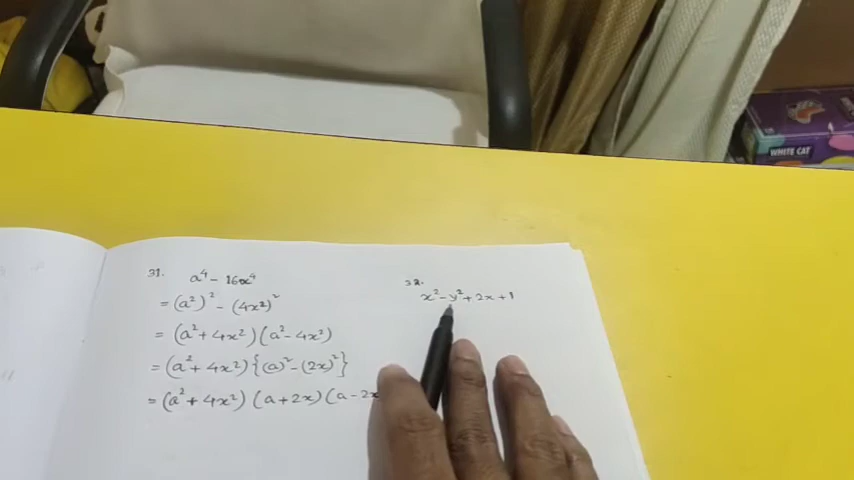 31. a⁴ - 16x⁴
= (a²)² - (4x²)²
= (a² + 4x²)(a² - 4x²)
= (a² + 4x²){(a)² - (2x)²}
= (a² + 4x²)(a + 2x)(a - 2x
32.
x² - y² + 2x + 1
WHITE CAT